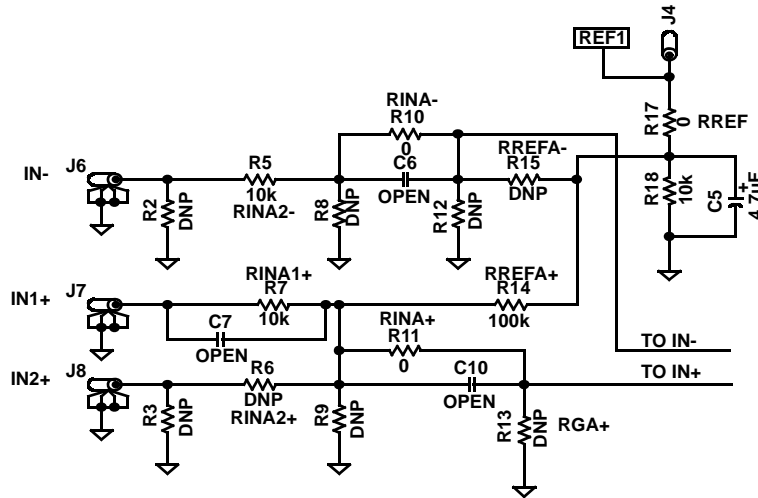 J4
REF1
R17
0
RREF
RINA-
R10
0
RREFA-
R15
DNP
C6
OPEN
IN-
J6
R5
10k
RINA2-
R2
DNP
R8
DNP
R12
DNP
R18
10k
C5
+
4.7uF
IN1+
J7
RINA1+
R7
10k
RREFA+
R14
100k
C7
OPEN
RINA+
R11
0
TO IN-
TO IN+
IN2+
J8
R6
DNP
RINA2+
C10
OPEN
R3
DNP
R9
DNP
R13
DNP
RGA+